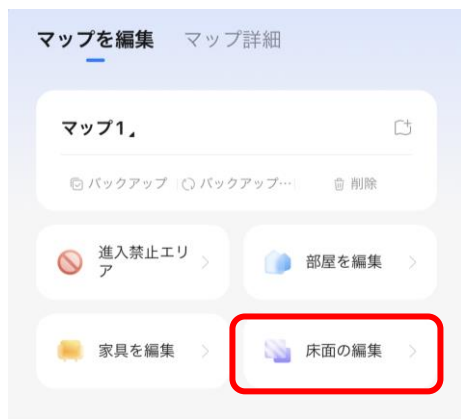 マップを編集 マップ詳細
マップ1
バックアップ バックアップ… 削除
進入禁止エリ
ア
部屋を編集
家具を編集
床面の編集